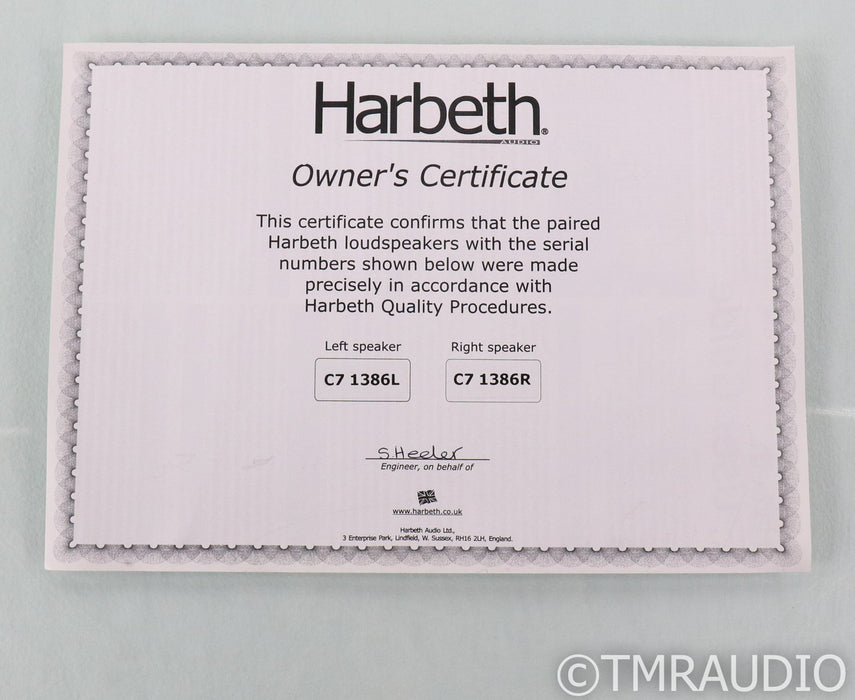 Harbeth®
AUDIO
Owner's Certificate
This certificate confirms that the paired
Harbeth loudspeakers with the serial
numbers shown below were made
precisely in accordance with
Harbeth Quality Procedures.
Left speaker Right speaker
C7 1386L C7 1386R
S Heeler
Engineer, on behalf of
www.harbeth.co.uk
Harbeth Audio Ltd.,
3 Enterprise Park, Lindfield, W. Sussex, RH16 2LH, England.
©TMRAUDIO